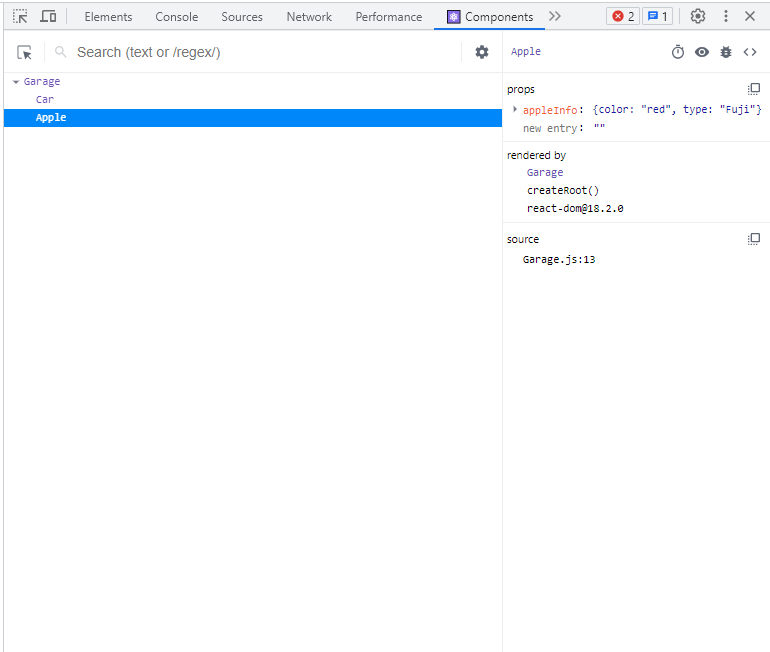 Elements Console Sources Network Performance Components 2 1
Search (text or /regex/)
Apple
Garage
Car
Apple
props
appleInfo: {color: "red", type: "Fuji"}
new entry: ""
rendered by
Garage
createRoot()
react-dom@18.2.0
source
Garage.js:13